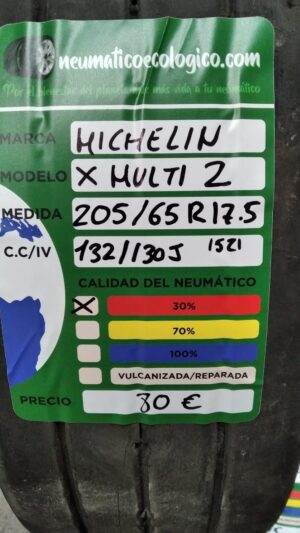 neumaticoecologico.com
Por el bienestar del planeta dale más vida a tu neumático
MARCA MICHELIN
MODELO X MULTI Z
MEDIDA 205/65 R 17.5
C.C/IV 132/130J 1521
CALIDAD DEL NEUMÁTICO
X 30%
70%
100%
VULCANIZADA/REPARADA
PRECIO 80 €